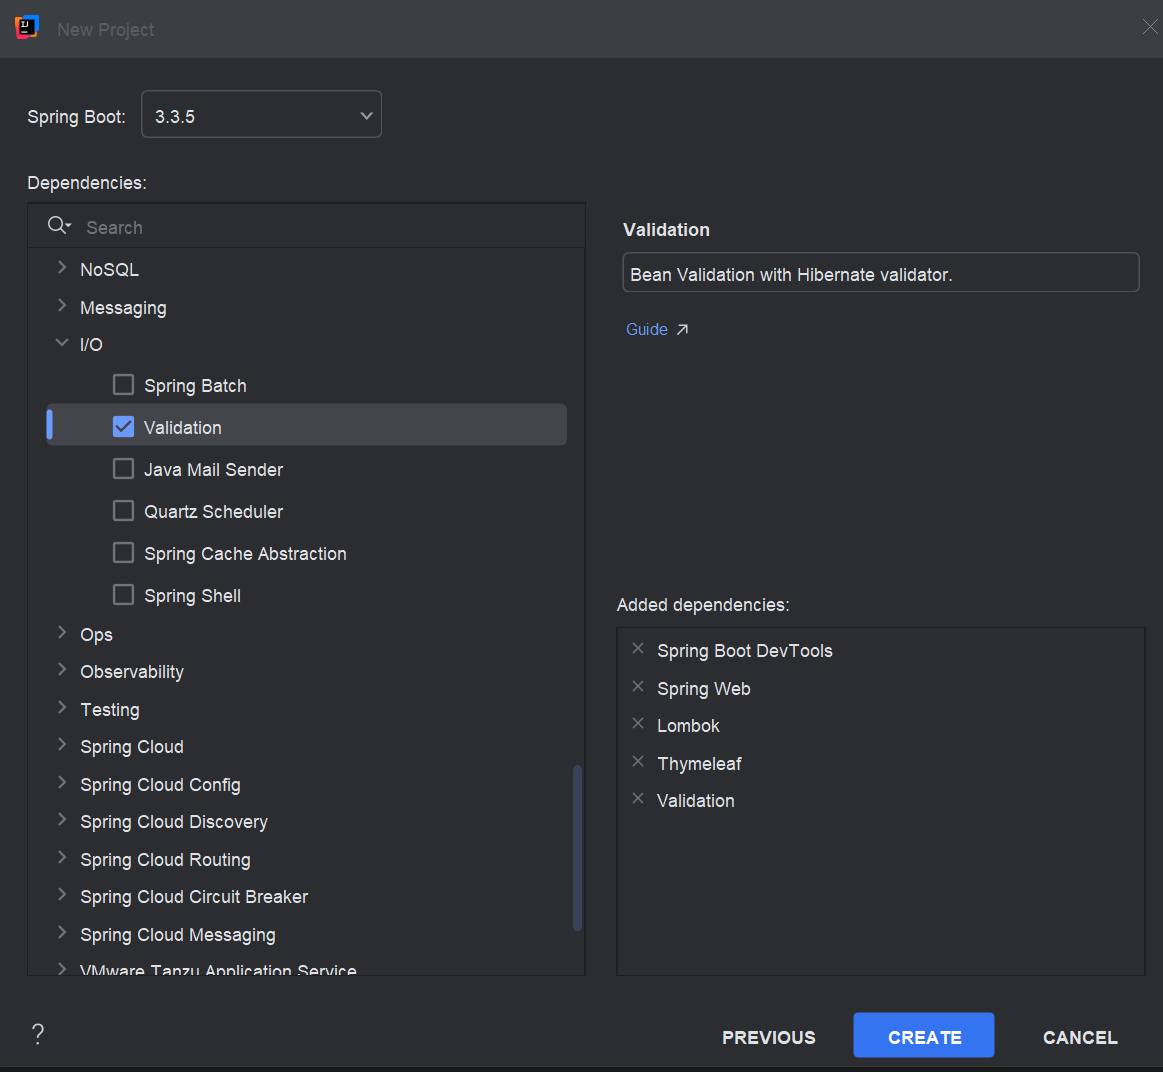 New Project
Spring Boot: 3.3.5
Dependencies:
Search
NoSQL
Messaging
I/O
Spring Batch
Validation
Java Mail Sender
Quartz Scheduler
Spring Cache Abstraction
Spring Shell
Ops
Observability
Testing
Spring Cloud
Spring Cloud Config
Spring Cloud Discovery
Spring Cloud Routing
Spring Cloud Circuit Breaker
Spring Cloud Messaging
VMware Tanzu Application Service
Validation
Bean Validation with Hibernate validator.
Guide ↗
Added dependencies:
× Spring Boot DevTools
× Spring Web
× Lombok
× Thymeleaf
× Validation
? PREVIOUS CREATE CANCEL